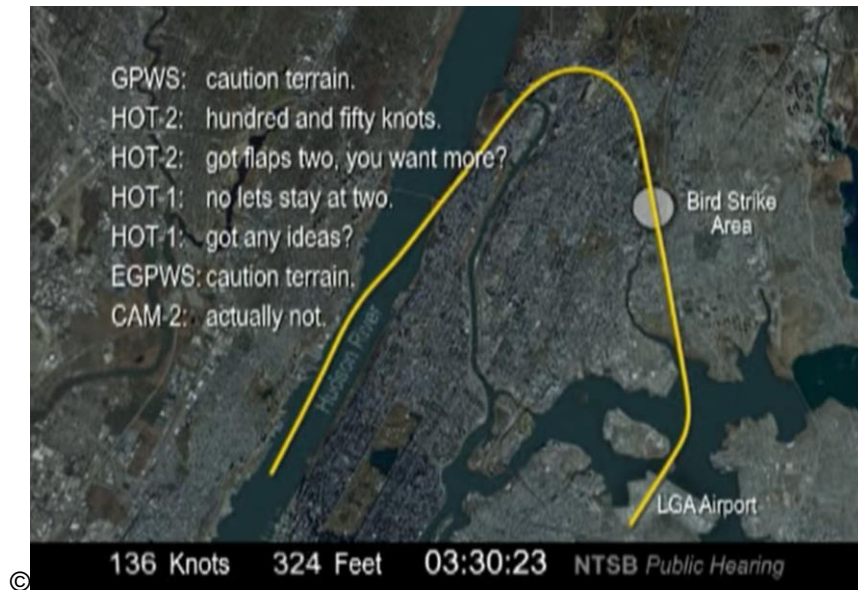 GPWS: caution terrain.
HOT-2: hundred and fifty knots.
HOT-2: got flaps two, you want more?
HOT-1: no lets stay at two.
HOT-1: got any ideas?
EGPWS: caution terrain.
CAM-2: actually not.
Bird Strike
Area
Hudson River
LGA Airport
136 Knots 324 Feet 03:30:23 NTSB Public Hearing
©